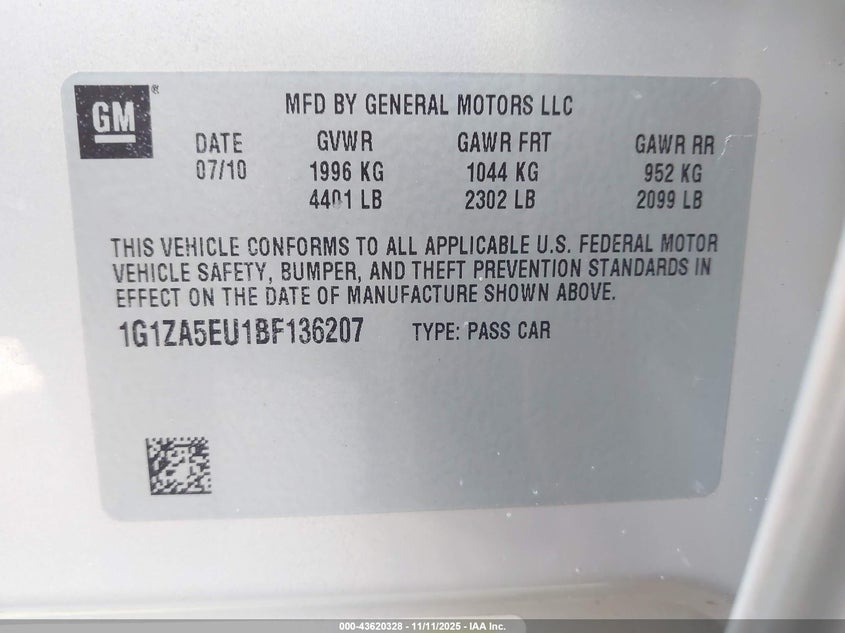 GM®
MFD BY GENERAL MOTORS LLC
DATE GVWR GAWR FRT GAWR RR
07/10 1996 KG 1044 KG 952 KG
4401 LB 2302 LB 2099 LB
THIS VEHICLE CONFORMS TO ALL APPLICABLE U.S. FEDERAL MOTOR
VEHICLE SAFETY, BUMPER, AND THEFT PREVENTION STANDARDS IN
EFFECT ON THE DATE OF MANUFACTURE SHOWN ABOVE.
1G1ZA5EU1BF136207 TYPE: PASS CAR
000-43620328 - 11/11/2025 - IAA Inc.